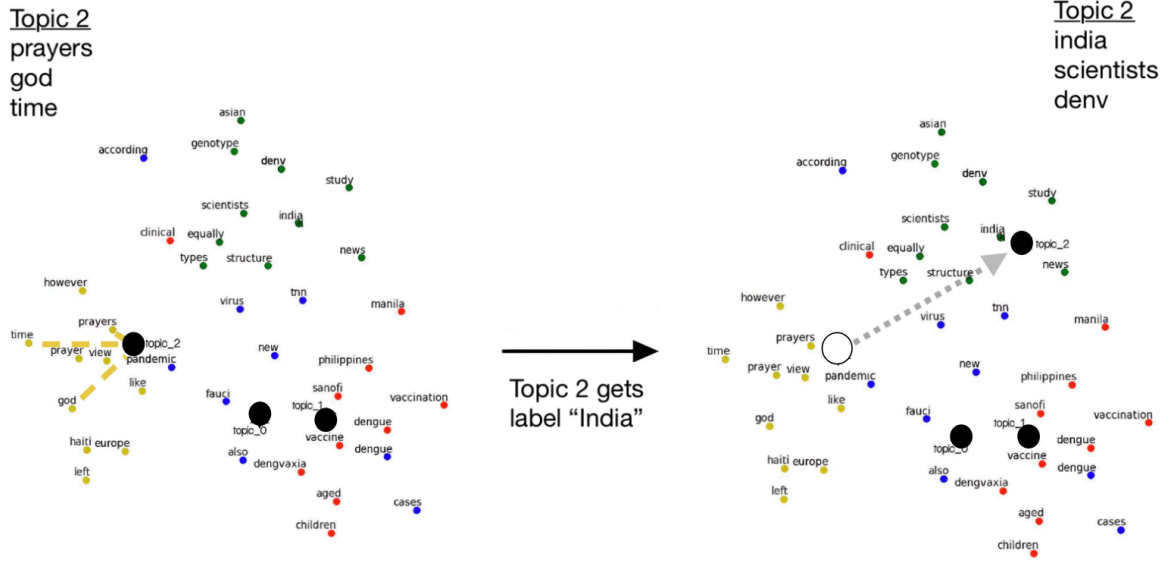 Topic 2
prayers
god
time
asian
according
genotype
denv
study
scientists
india
clinical
equally
news
types
structure
however
virus
tnn
manila
prayers
time
topic_2
prayer
view
pandemic
new
philippines
like
sanofi
fauci
topic_1
vaccination
god
topic_0
dengue
vaccine
haiti
europe
also
dengue
dengvaxia
left
aged
cases
children
Topic 2 gets
label “India”
Topic 2
india
scientists
denv
asian
according
genotype
denv
study
scientists
india
clinical
equally
topic_2
types
structure
news
however
virus
tnn
manila
prayers
time
prayer
view
new
pandemic
philippines
like
sanofi
fauci
topic_1
vaccination
god
topic_0
dengue
vaccine
haiti
europe
also
dengue
dengvaxia
left
aged
cases
children